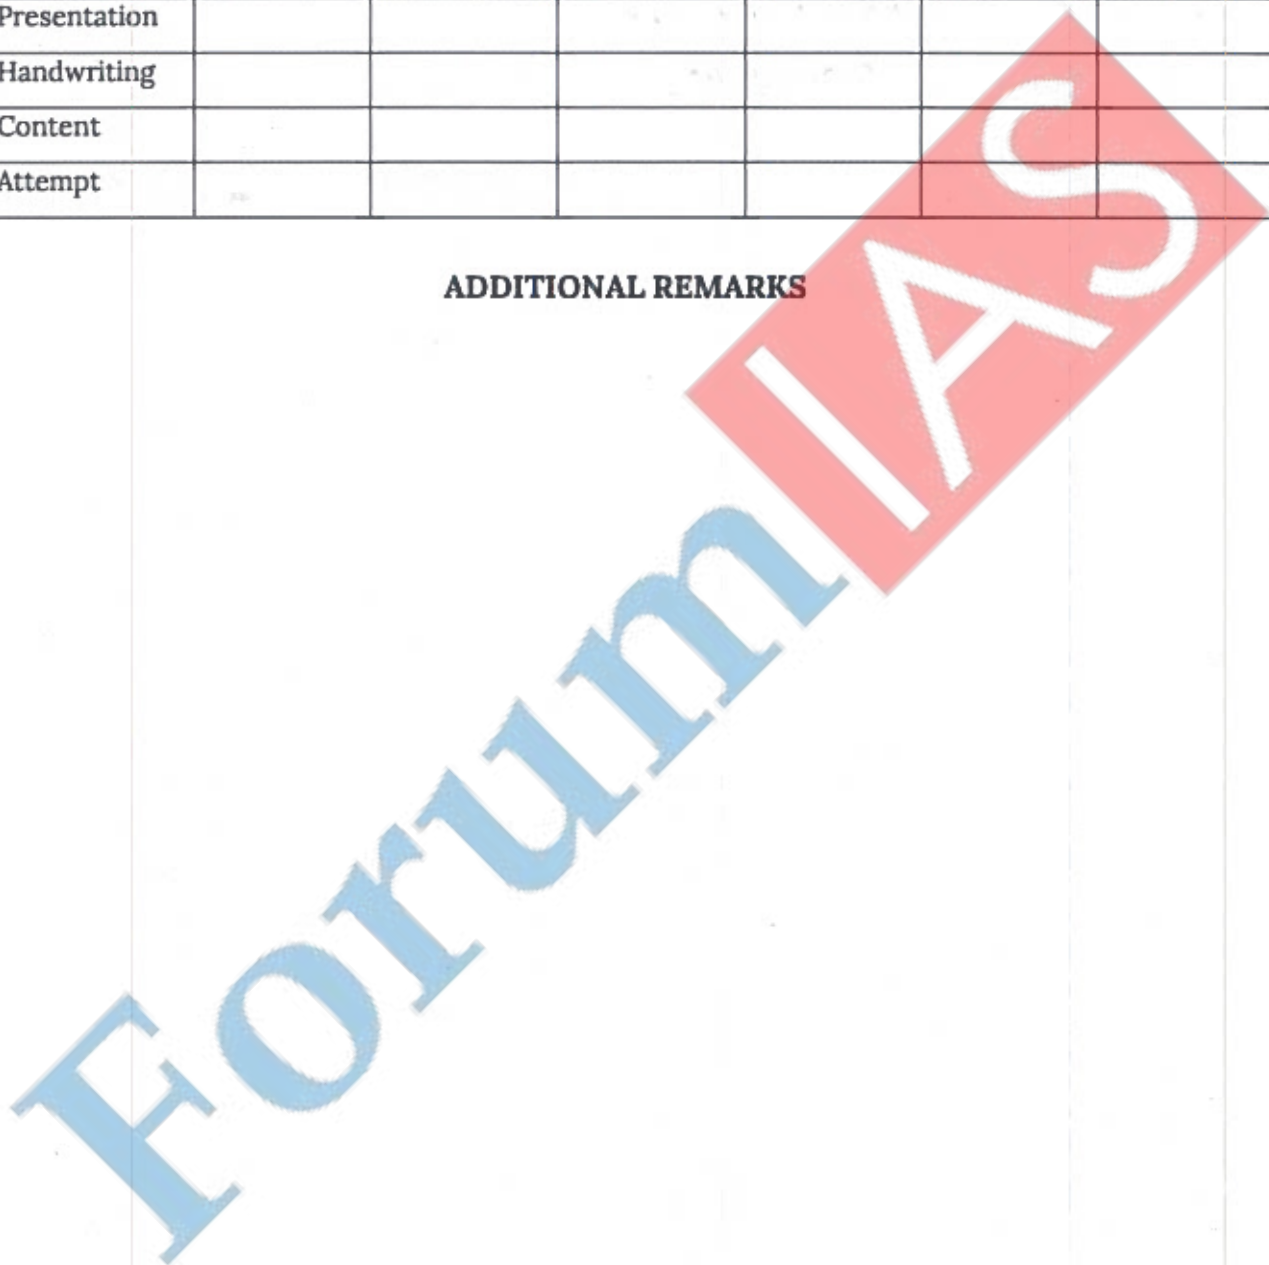 Presentation
Handwriting
Content
Attempt
ADDITIONAL REMARKS
ForumIAS